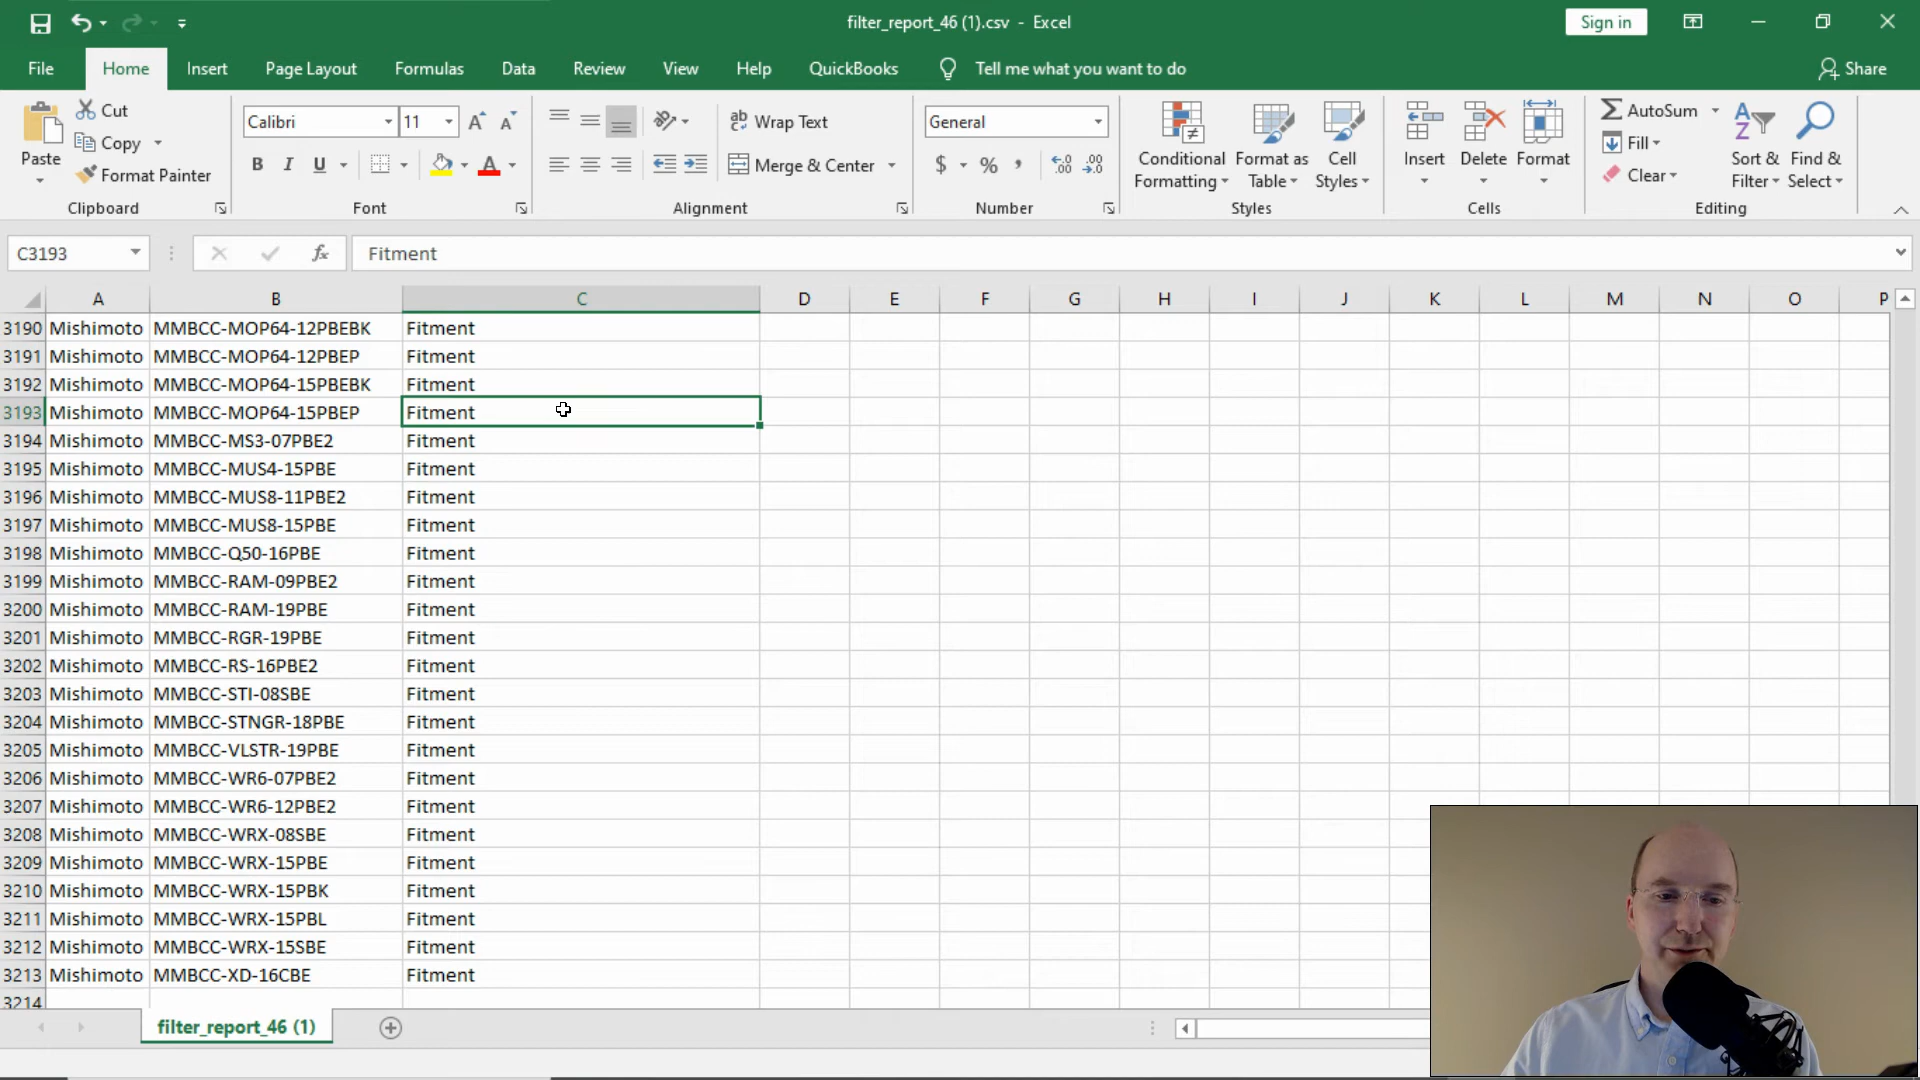 filter_report_46 (1).csv - Excel
Sign in
File Home Insert Page Layout Formulas Data Review View Help QuickBooks Tell me what you want to do Share
Paste
Cut
Copy
Format Painter
Clipboard
Calibri 11
B I U
Font
Wrap Text
Merge & Center
Alignment
General
$ % ,
Number
Conditional Formatting
Format as Table
Cell Styles
Styles
Insert Delete Format
Cells
AutoSum
Fill
Clear
Sort & Filter
Find & Select
Editing
C3193 fx Fitment
A B C D E F G H I J K L M N O P
3190 Mishimoto MMBCC-MOP64-12PBEBK Fitment
3191 Mishimoto MMBCC-MOP64-12PBEP Fitment
3192 Mishimoto MMBCC-MOP64-15PBEBK Fitment
3193 Mishimoto MMBCC-MOP64-15PBEP Fitment
3194 Mishimoto MMBCC-MS3-07PBE2 Fitment
3195 Mishimoto MMBCC-MUS4-15PBE Fitment
3196 Mishimoto MMBCC-MUS8-11PBE2 Fitment
3197 Mishimoto MMBCC-MUS8-15PBE Fitment
3198 Mishimoto MMBCC-Q50-16PBE Fitment
3199 Mishimoto MMBCC-RAM-09PBE2 Fitment
3200 Mishimoto MMBCC-RAM-19PBE Fitment
3201 Mishimoto MMBCC-RGR-19PBE Fitment
3202 Mishimoto MMBCC-RS-16PBE2 Fitment
3203 Mishimoto MMBCC-STI-08SBE Fitment
3204 Mishimoto MMBCC-STNGR-18PBE Fitment
3205 Mishimoto MMBCC-VLSTR-19PBE Fitment
3206 Mishimoto MMBCC-WR6-07PBE2 Fitment
3207 Mishimoto MMBCC-WR6-12PBE2 Fitment
3208 Mishimoto MMBCC-WRX-08SBE Fitment
3209 Mishimoto MMBCC-WRX-15PBE Fitment
3210 Mishimoto MMBCC-WRX-15PBK Fitment
3211 Mishimoto MMBCC-WRX-15PBL Fitment
3212 Mishimoto MMBCC-WRX-15SBE Fitment
3213 Mishimoto MMBCC-XD-16CBE Fitment
3214
filter_report_46 (1)